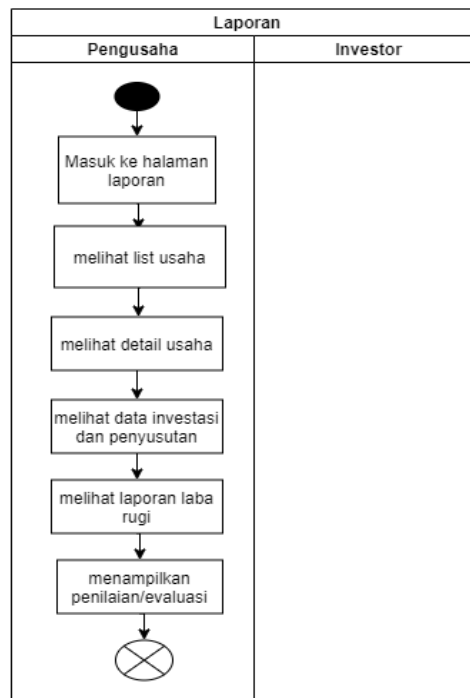 Laporan
Pengusaha
Investor
Masuk ke halaman
laporan
melihat list usaha
melihat detail usaha
melihat data investasi
dan penyusutan
melihat laporan laba
rugi
menampilkan
penilaian/evaluasi